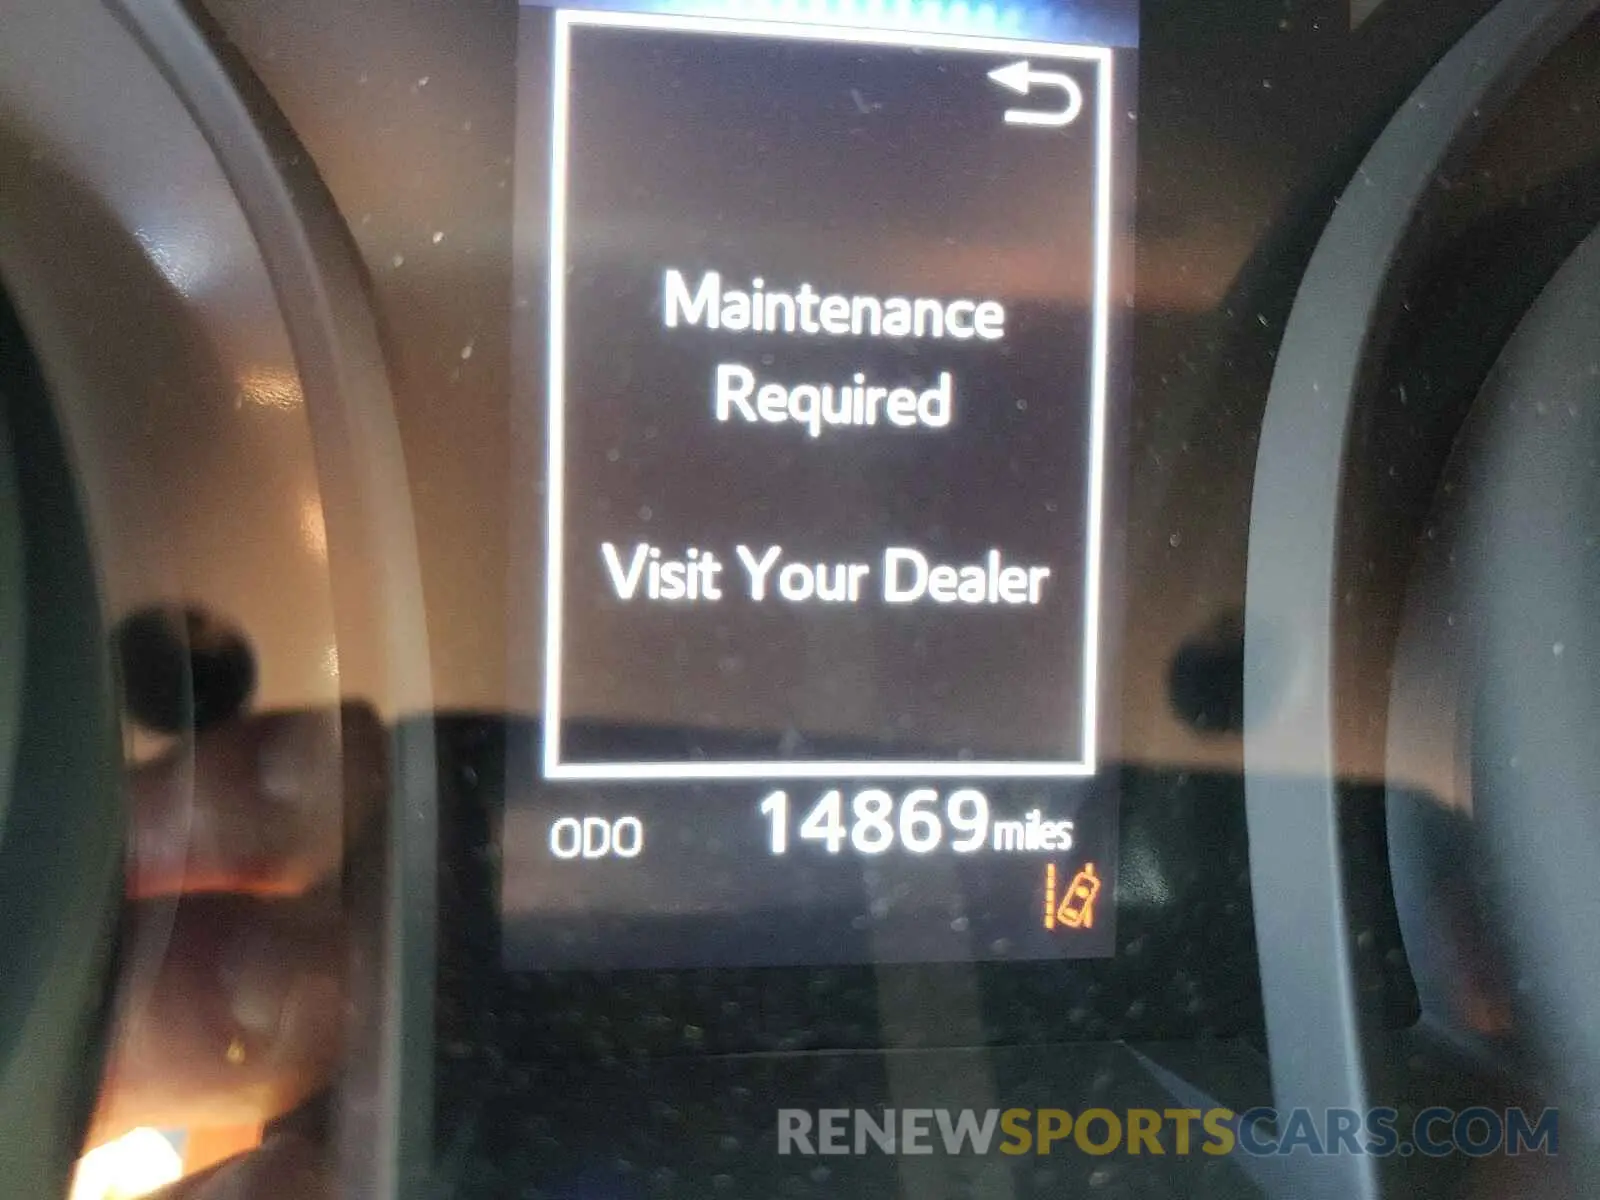 Maintenance
Required
Visit Your Dealer
ODO 14869 miles
RENEWSPORTSCARS.COM